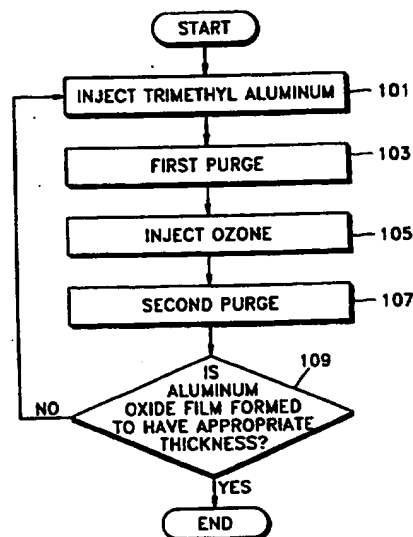 START
INJECT TRIMETHYL ALUMINUM
101
FIRST PURGE
103
INJECT OZONE
105
SECOND PURGE
107
109
IS
ALUMINUM
OXIDE FILM FORMED
TO HAVE APPROPRIATE
THICKNESS?
NO
YES
END